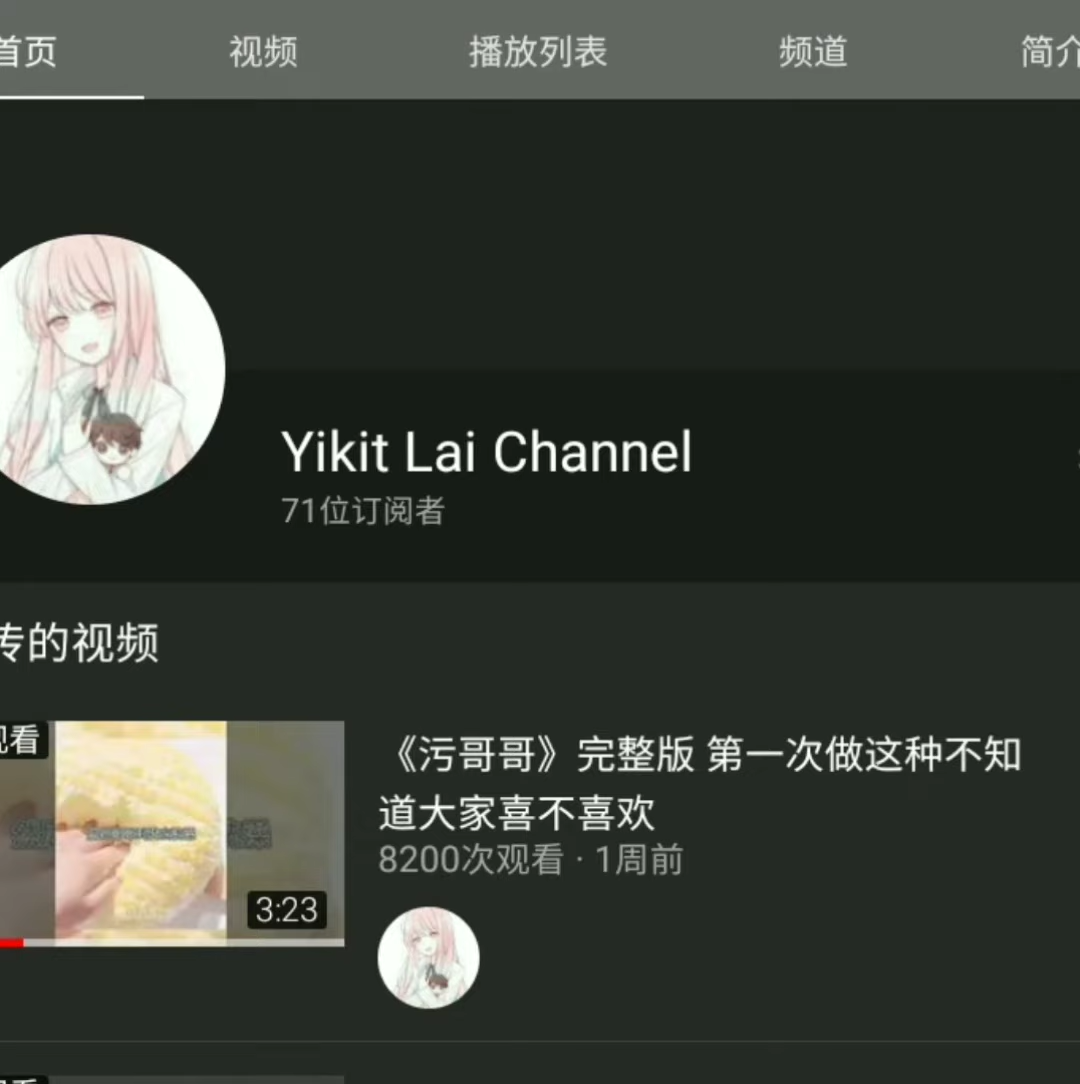 首页 视频 播放列表 频道 简介
Yikit Lai Channel
71位订阅者
传的视频
观看
3:23
《污哥哥》完整版 第一次做这种不知
道大家喜不喜欢
8200次观看 · 1周前